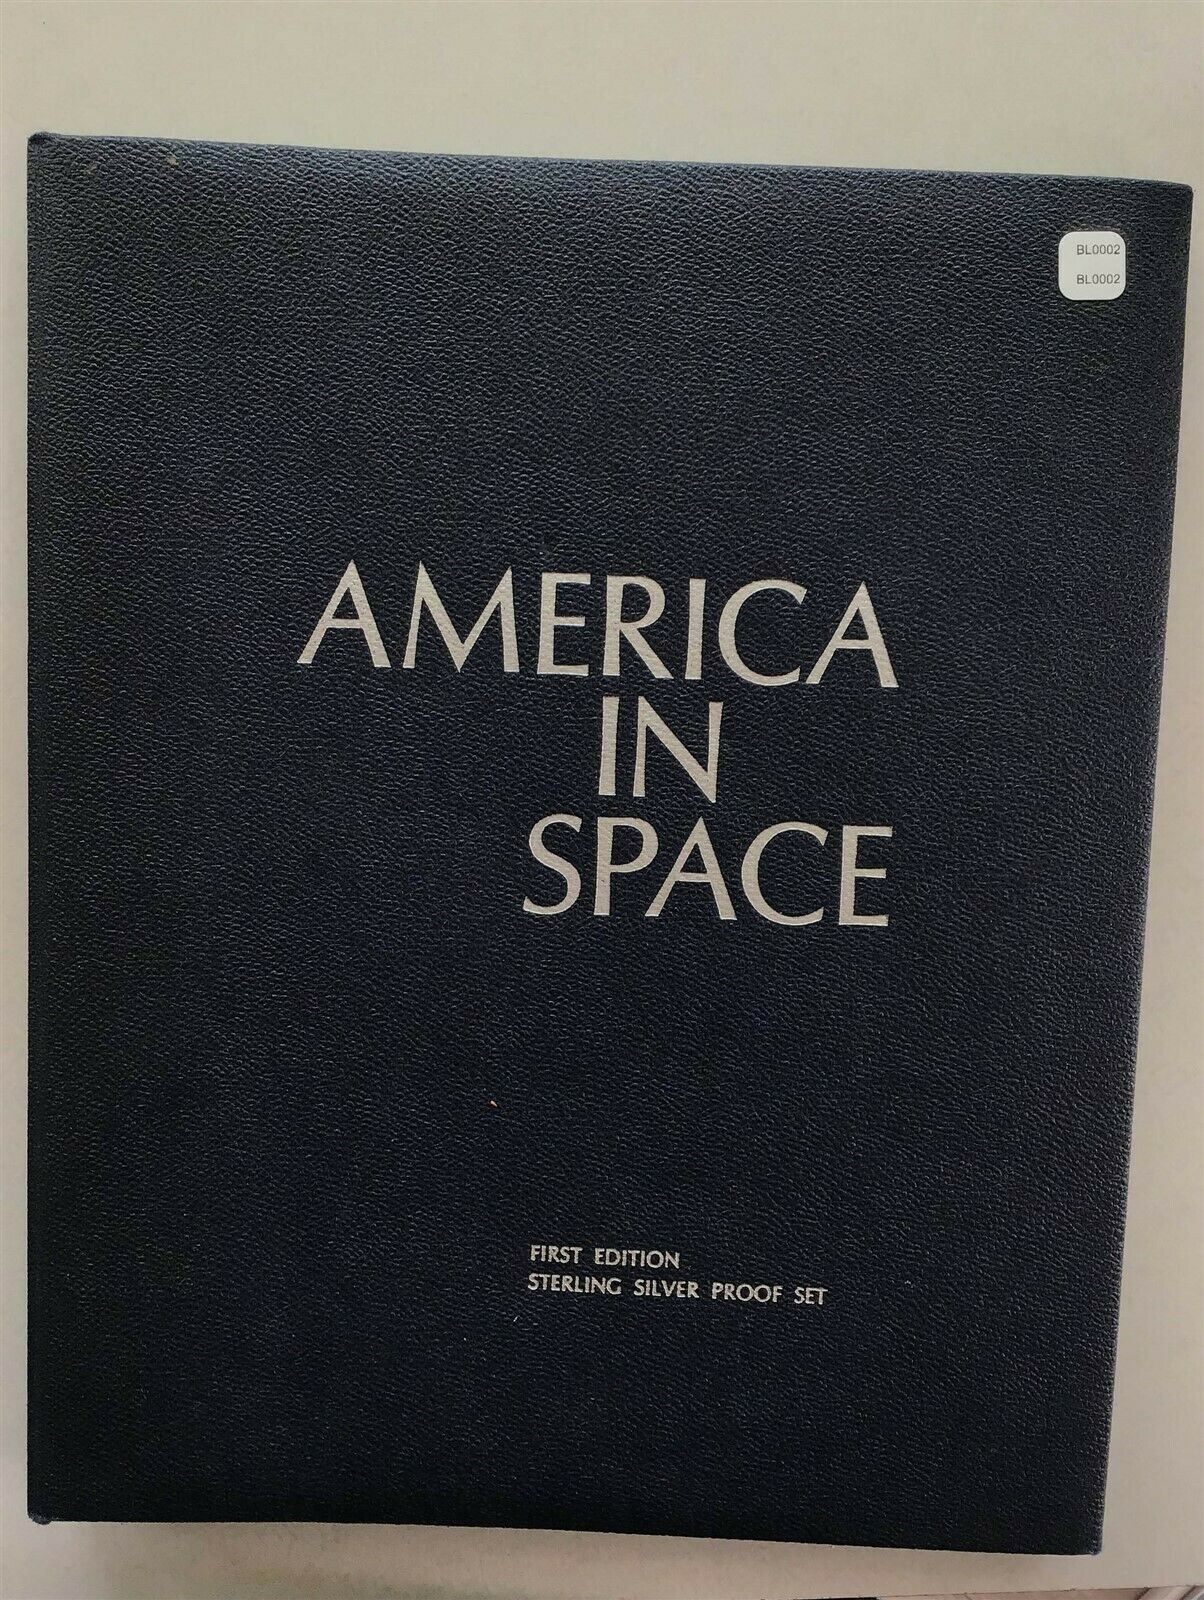 BL0002
BL0002
AMERICA
IN
SPACE
FIRST EDITION
STERLING SILVER PROOF SET